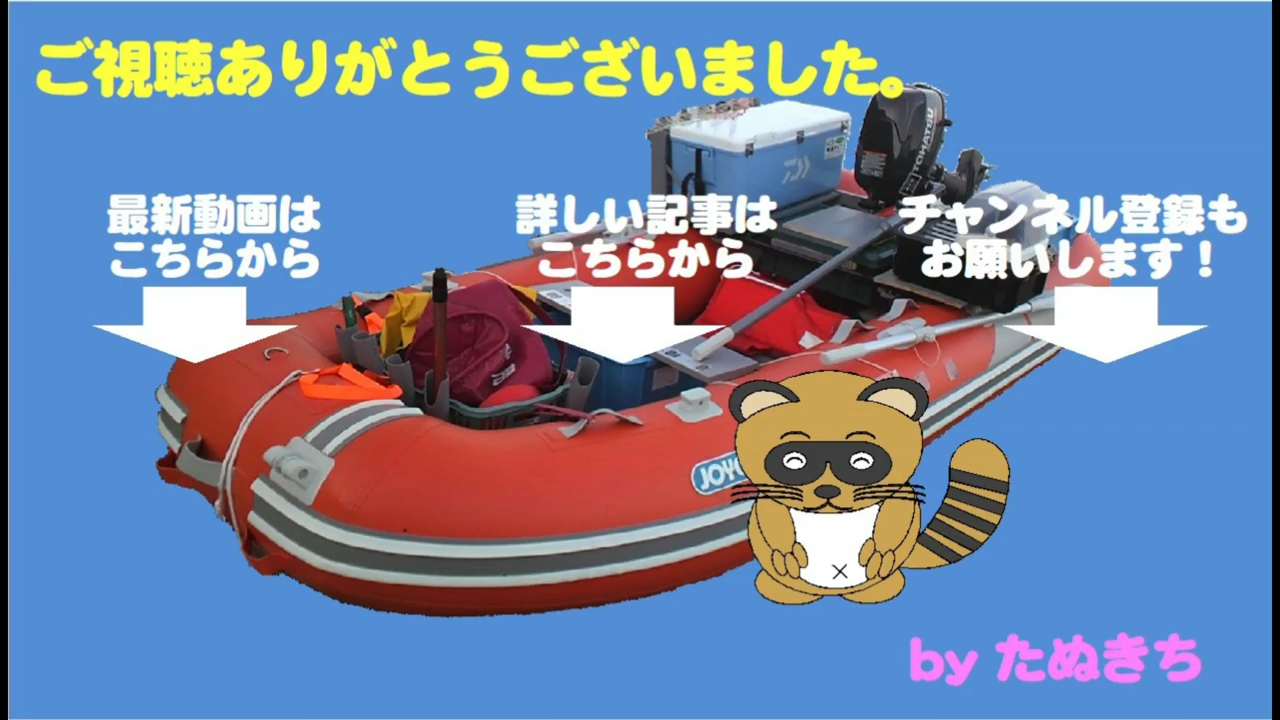 ご視聴ありがとうございました。
最新動画は
こちらから
詳しい記事は
こちらから
チャンネル登録も
お願いします！
TOHATSU
by たぬきち